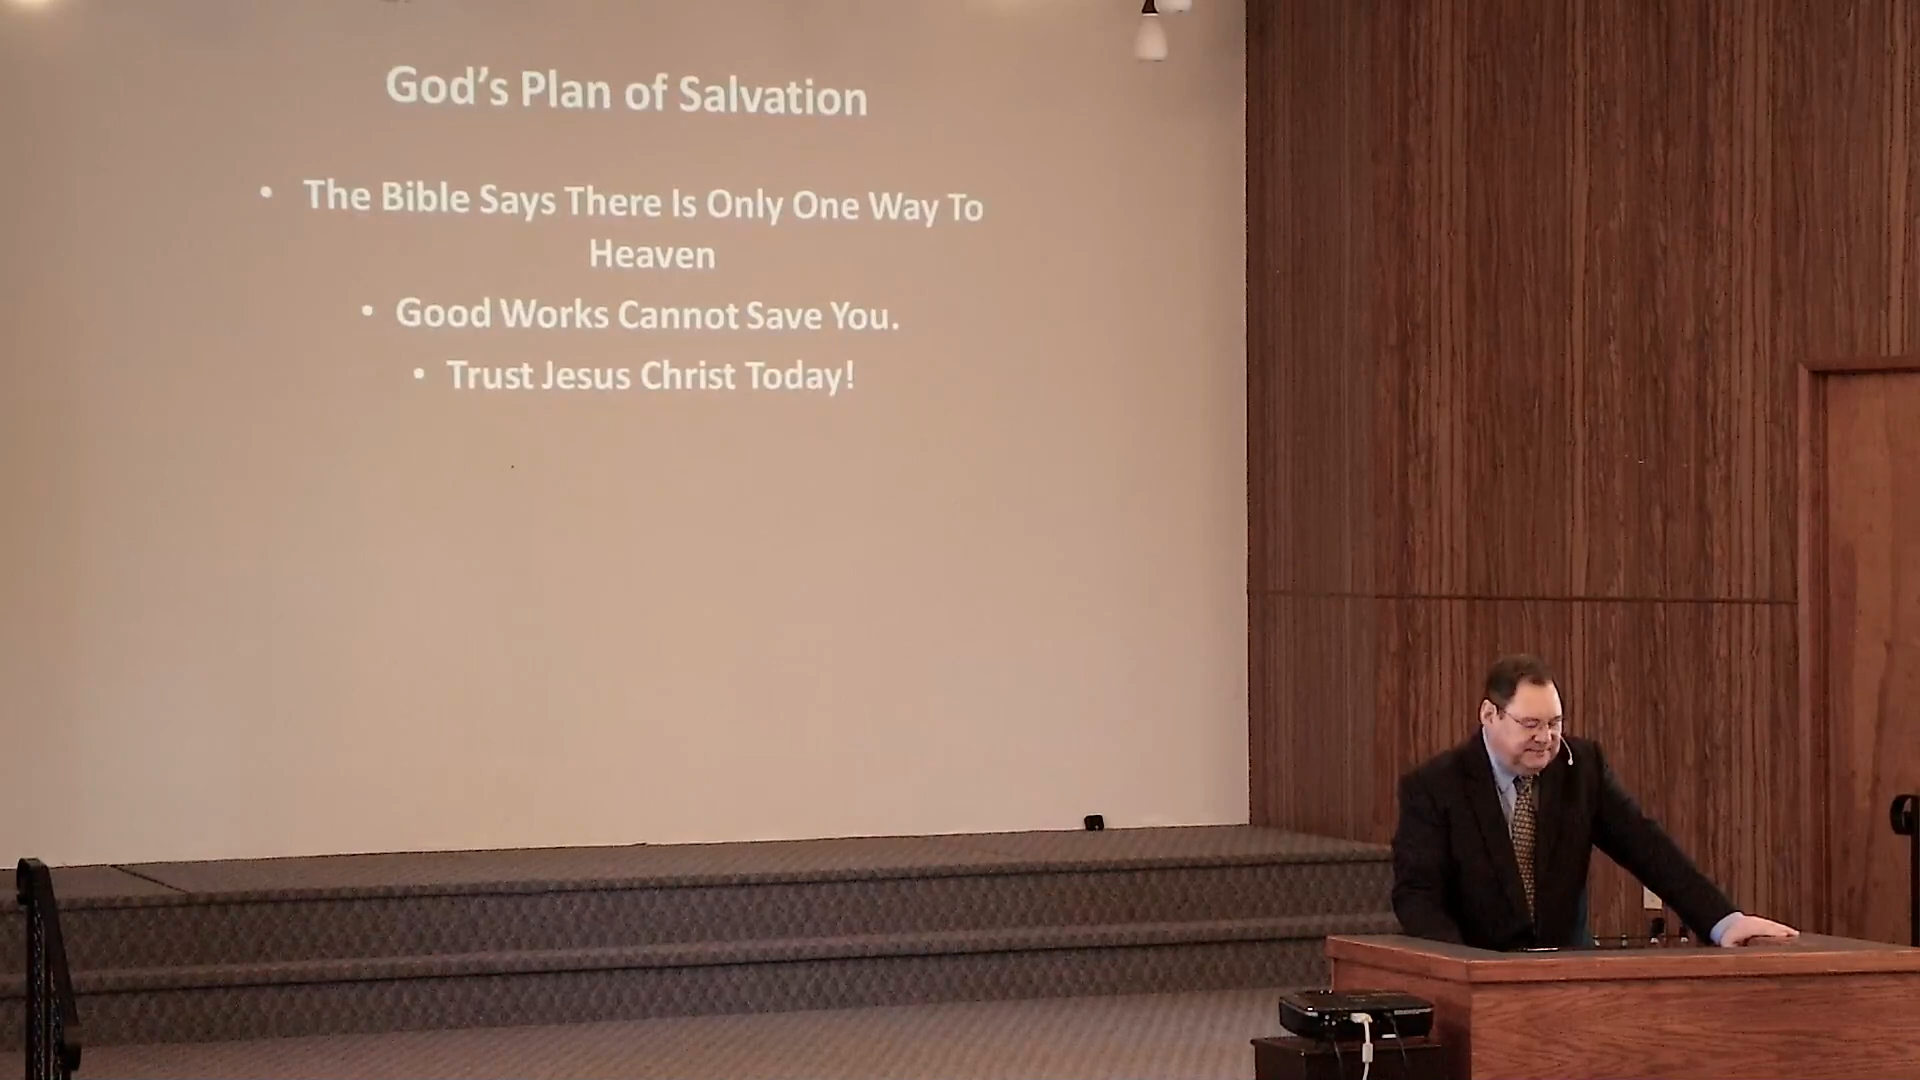 God's Plan of Salvation
• The Bible Says There Is Only One Way To
Heaven
• Good Works Cannot Save You.
• Trust Jesus Christ Today!